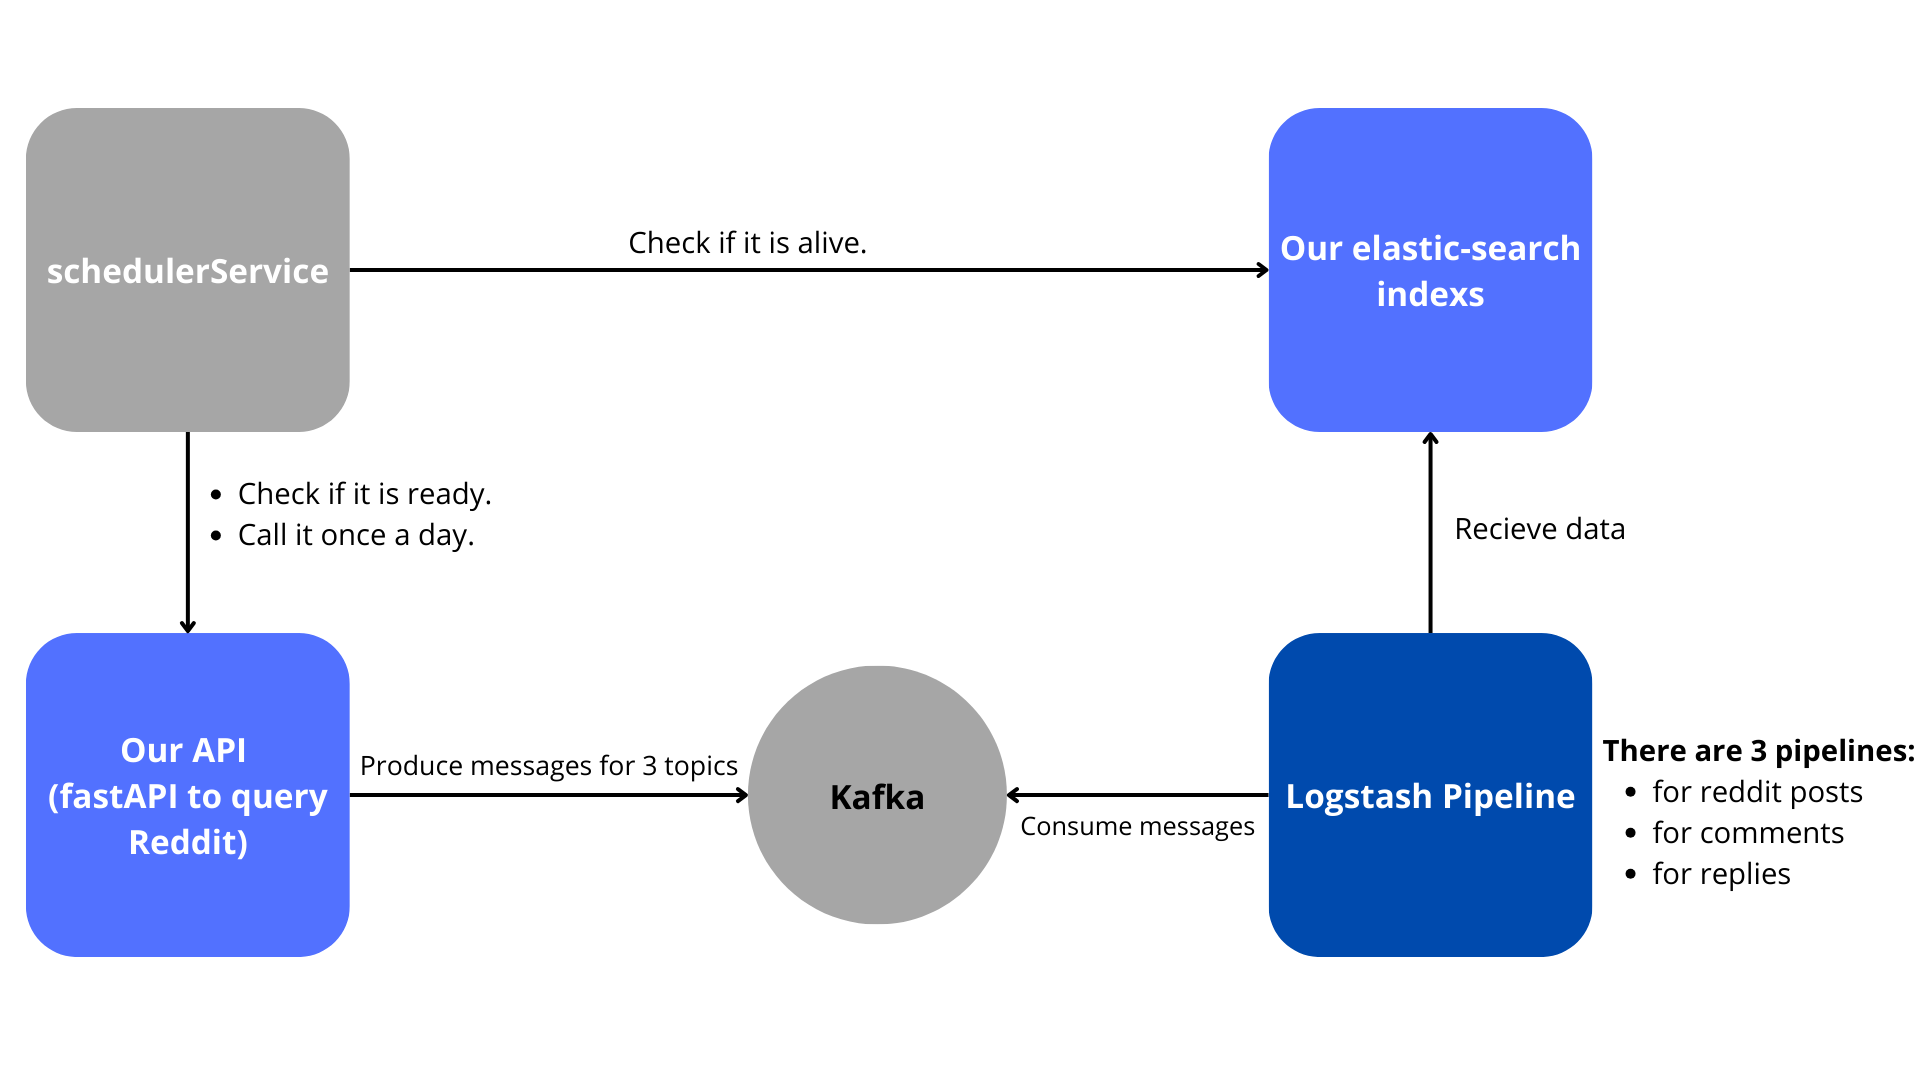 schedulerService
Check if it is alive.
Our elastic-search
indexs
• Check if it is ready.
• Call it once a day.
Recieve data
Our API
(fastAPI to query
Reddit)
Produce messages for 3 topics
Kafka
Consume messages
Logstash Pipeline
There are 3 pipelines:
• for reddit posts
• for comments
• for replies